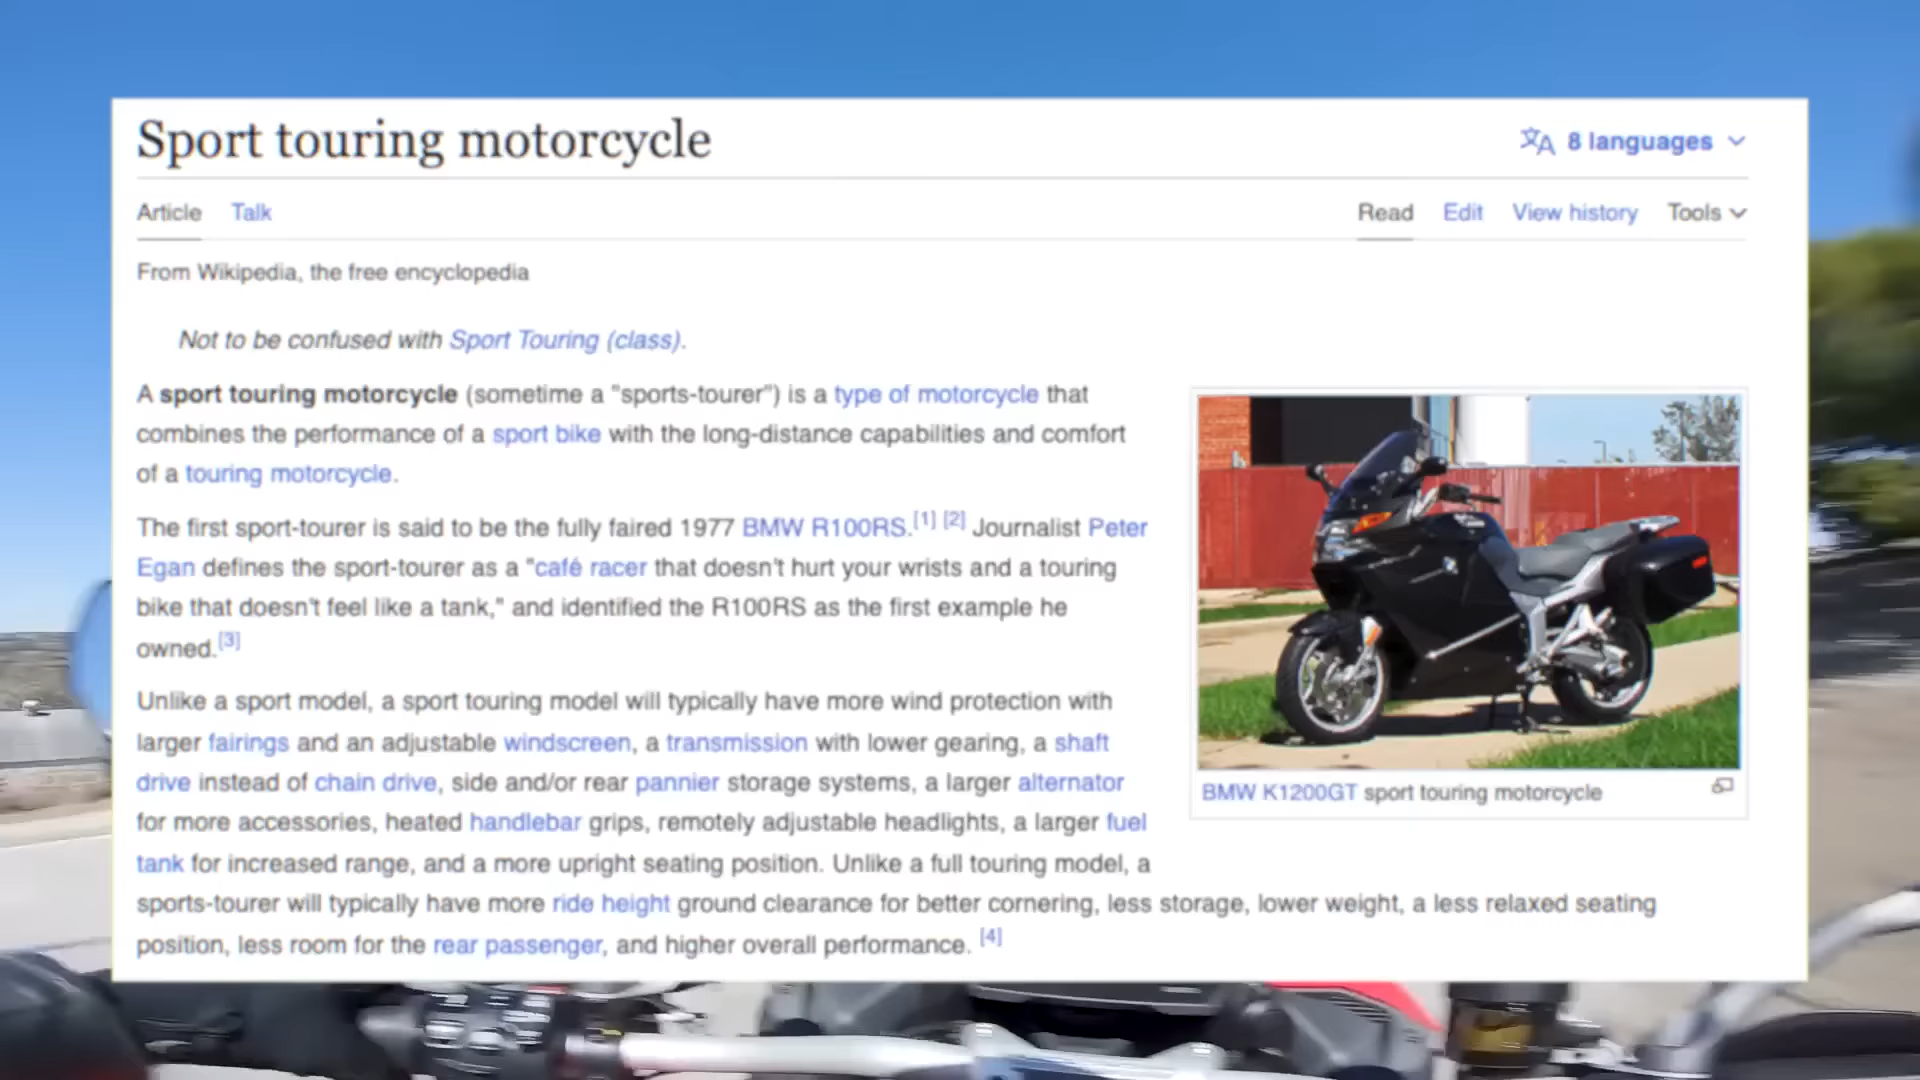 Sport touring motorcycle
8 languages
Article Talk
Read Edit View history Tools
From Wikipedia, the free encyclopedia
Not to be confused with Sport Touring (class).
A sport touring motorcycle (sometime a "sports-tourer") is a type of motorcycle that
combines the performance of a sport bike with the long-distance capabilities and comfort
of a touring motorcycle.
The first sport-tourer is said to be the fully faired 1977 BMW R100RS.[1] [2] Journalist Peter
Egan defines the sport-tourer as a "café racer that doesn't hurt your wrists and a touring
bike that doesn't feel like a tank," and identified the R100RS as the first example he
owned.[3]
Unlike a sport model, a sport touring model will typically have more wind protection with
larger fairings and an adjustable windscreen, a transmission with lower gearing, a shaft
drive instead of chain drive, side and/or rear pannier storage systems, a larger alternator
for more accessories, heated handlebar grips, remotely adjustable headlights, a larger fuel
tank for increased range, and a more upright seating position. Unlike a full touring model, a
sports-tourer will typically have more ride height ground clearance for better cornering, less storage, lower weight, a less relaxed seating
position, less room for the rear passenger, and higher overall performance. [4]
BMW K1200GT sport touring motorcycle